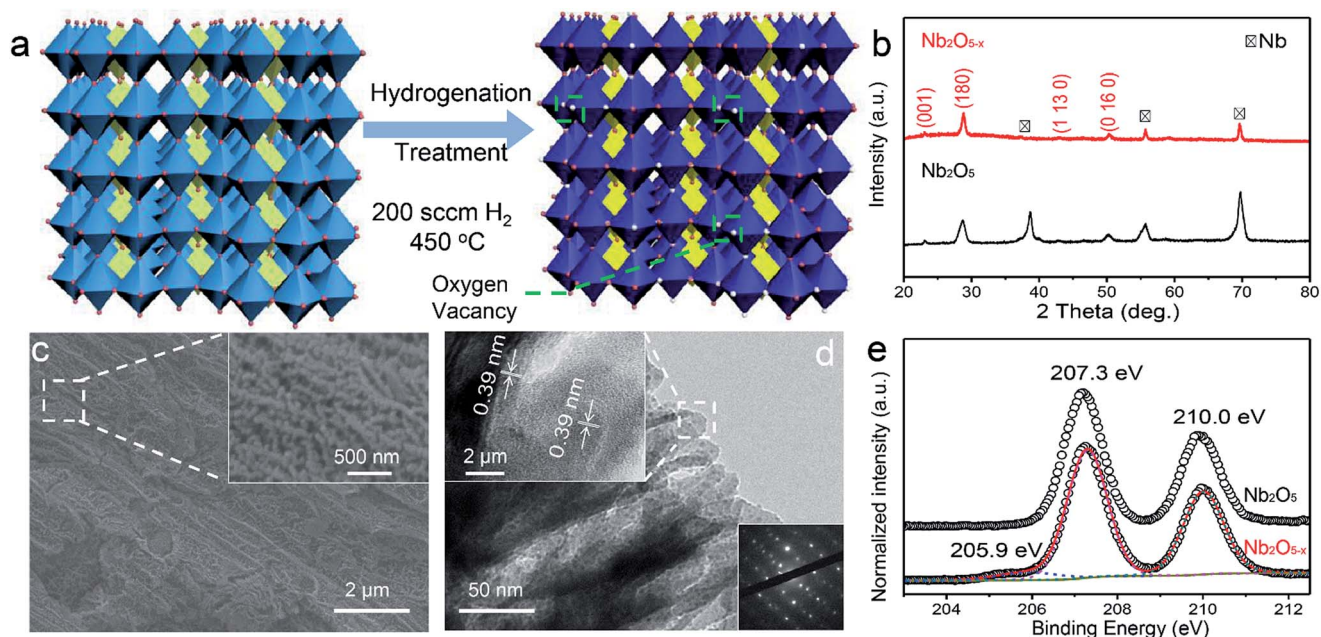 a
Hydrogenation
Treatment
200 sccm H₂
450 °C
Oxygen
Vacancy
b
Nb₂O₅₋ₓ
⊠Nb
(001)
(180)
(1 13 0)
(0 16 0)
Nb₂O₅
Intensity (a.u.)
20 30 40 50 60 70 80
2 Theta (deg.)
c
500 nm
2 μm
d
0.39 nm
0.39 nm
2 μm
50 nm
e
207.3 eV
210.0 eV
Nb₂O₅
205.9 eV
Nb₂O₅₋ₓ
Normalized intensity (a.u.)
204 206 208 210 212
Binding Energy (eV)